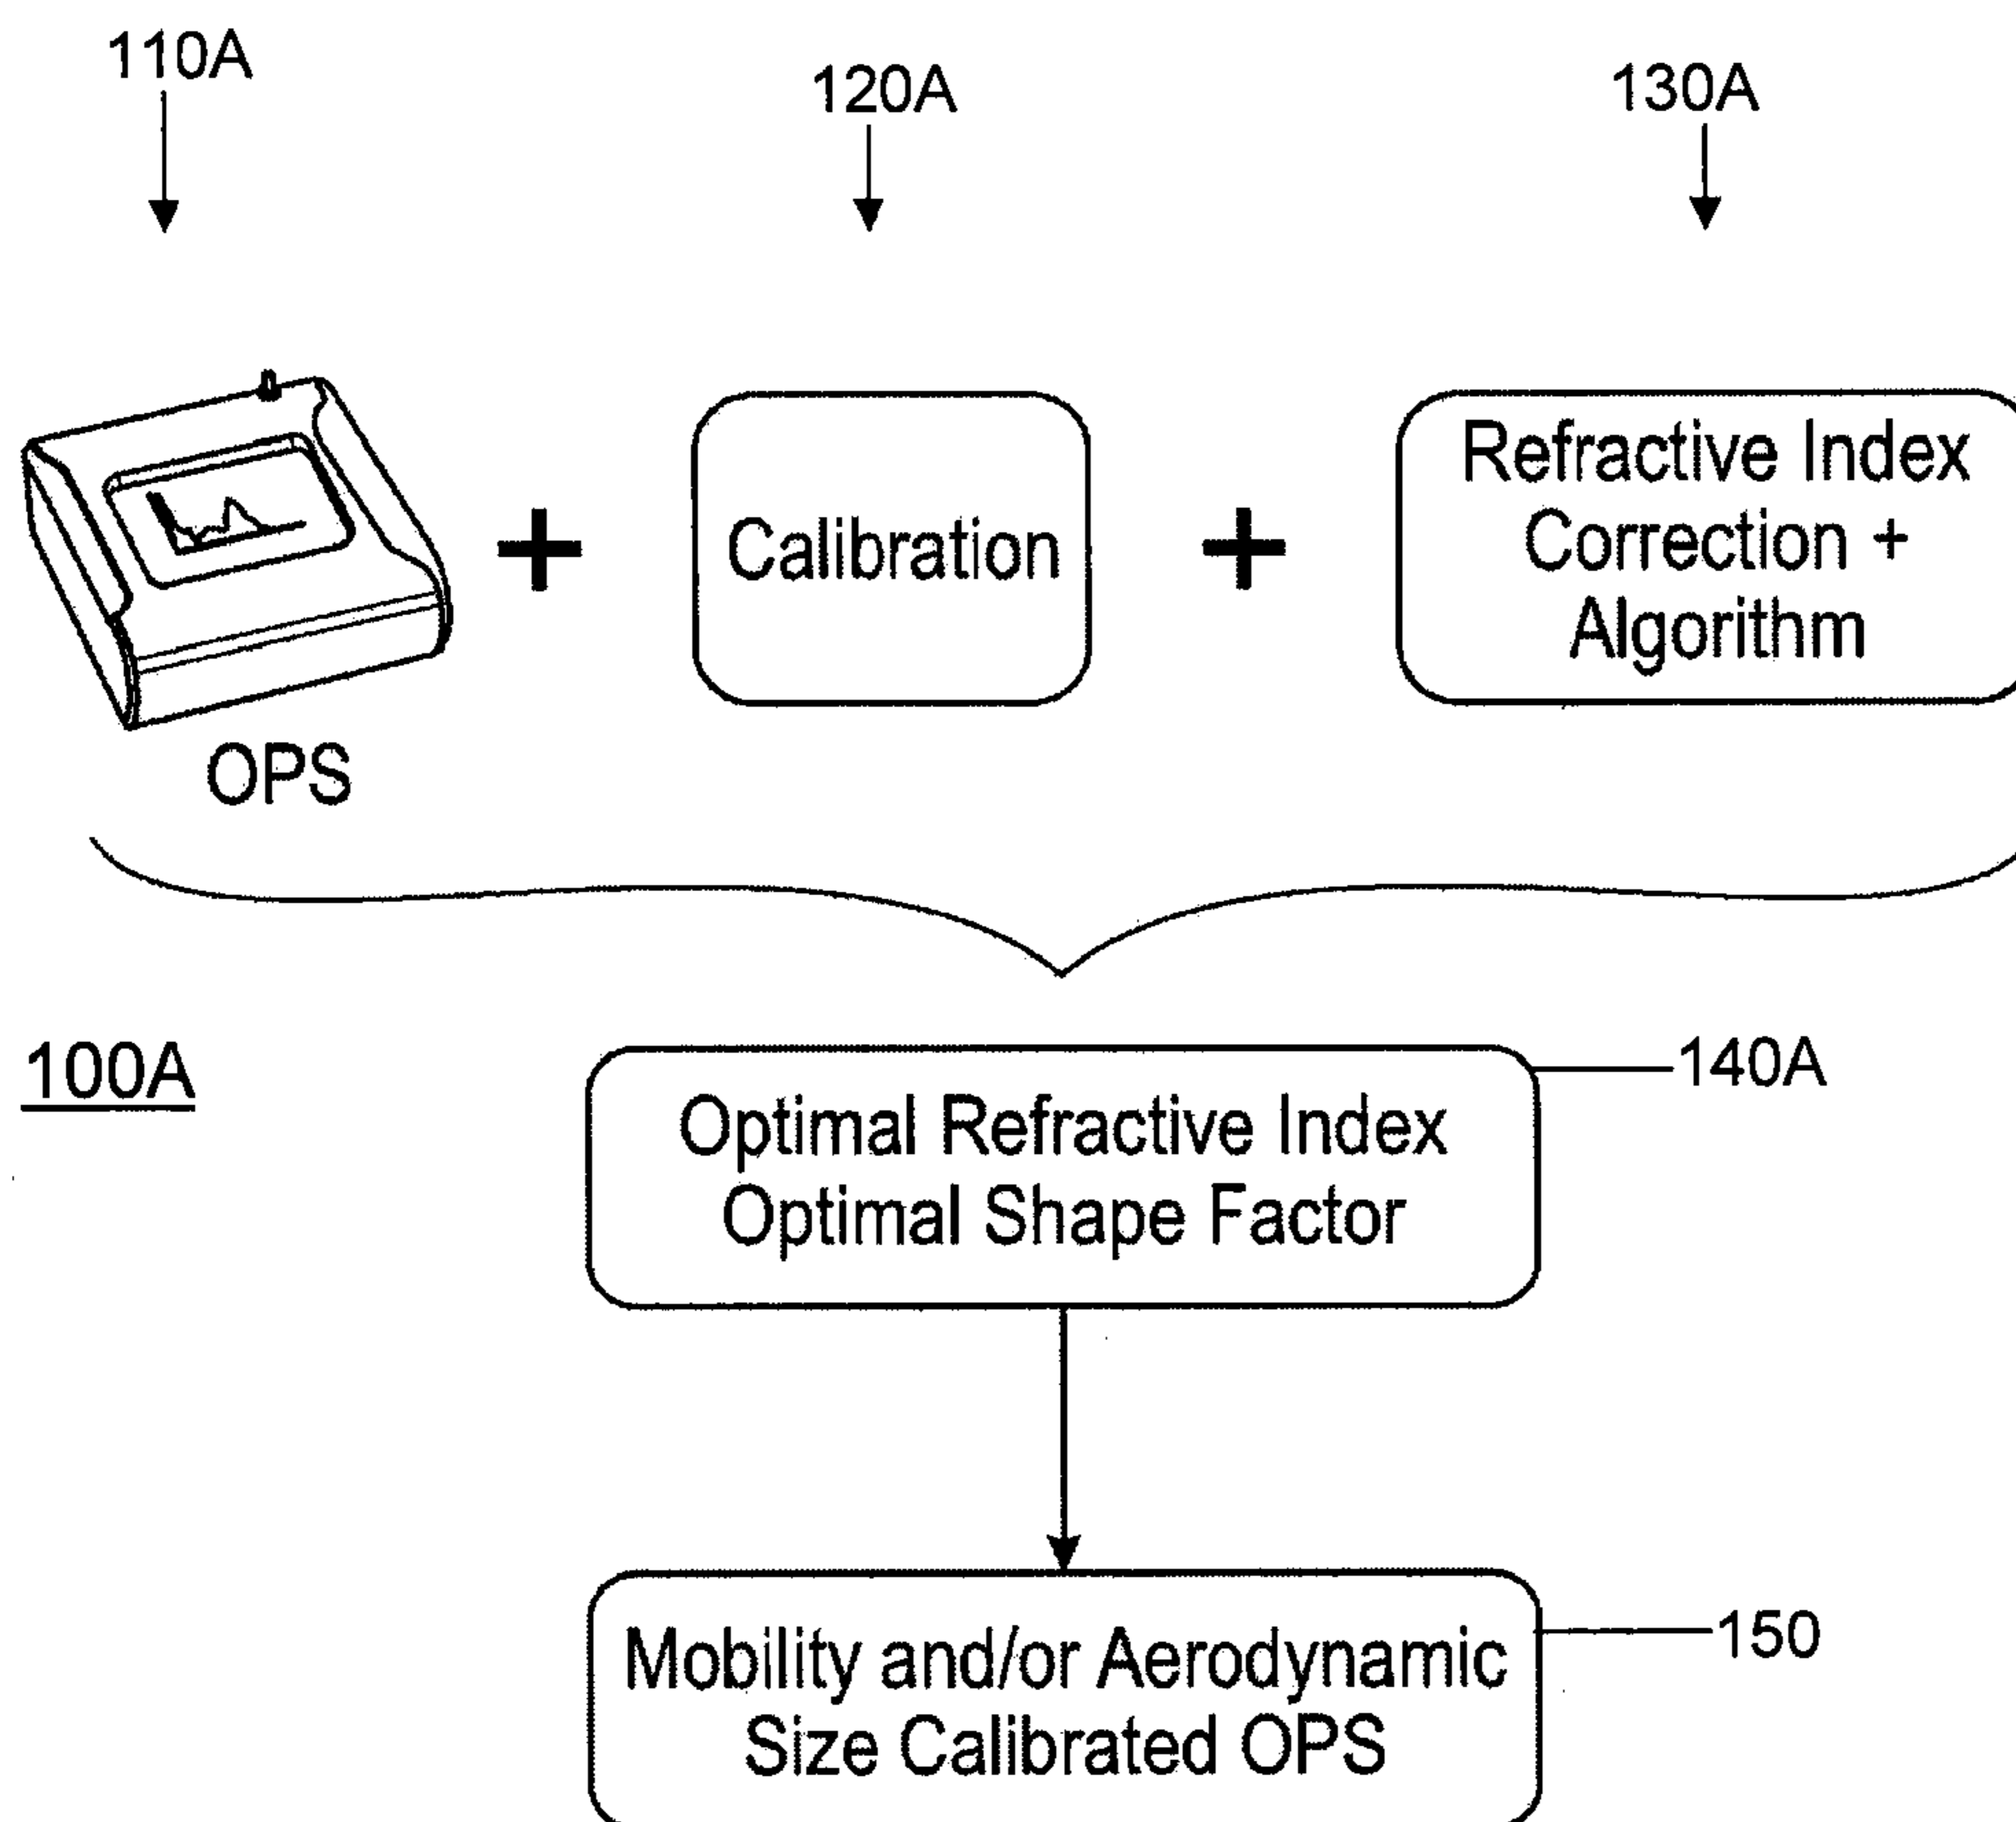 110A
120A
130A
+
+
Calibration
Refractive Index
Correction +
Algorithm
OPS
100A
140A
Optimal Refractive Index
Optimal Shape Factor
150
Mobility and/or Aerodynamic
Size Calibrated OPS